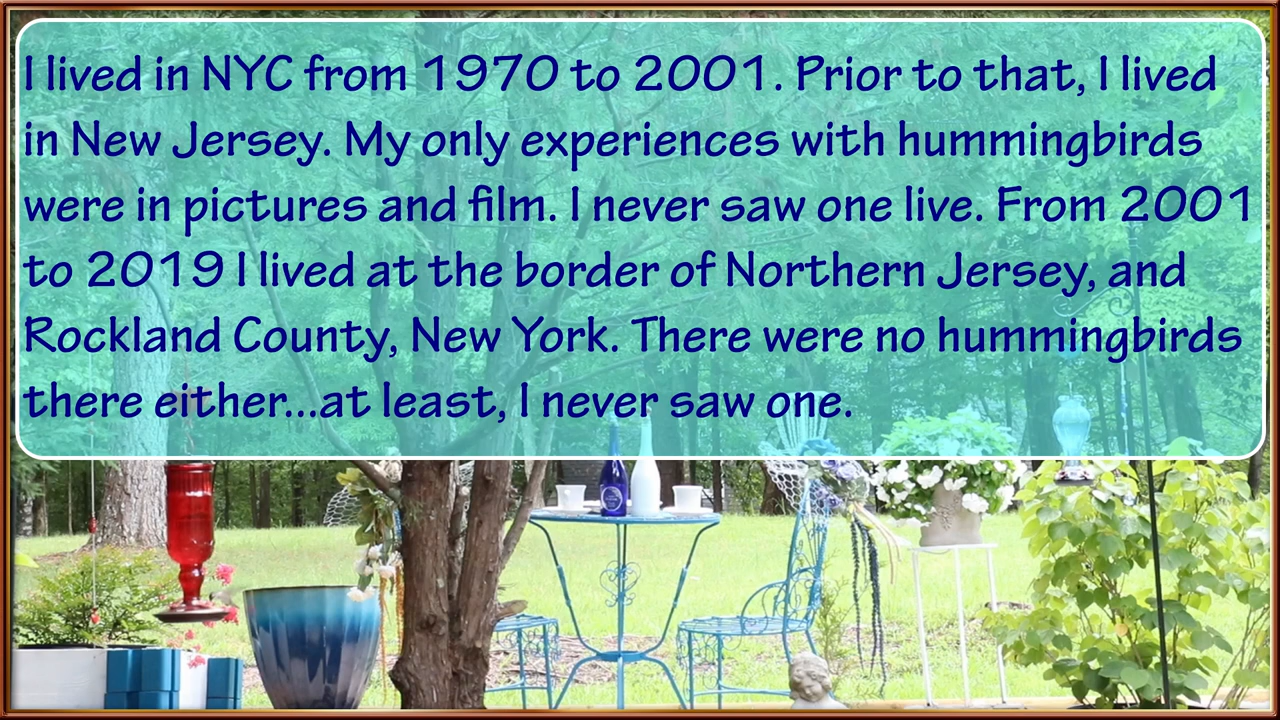 I lived in NYC from 1970 to 2001. Prior to that, I lived
in New Jersey. My only experiences with hummingbirds
were in pictures and film. I never saw one live. From 2001
to 2019 I lived at the border of Northern Jersey, and
Rockland County, New York. There were no hummingbirds
there either...at least, I never saw one.